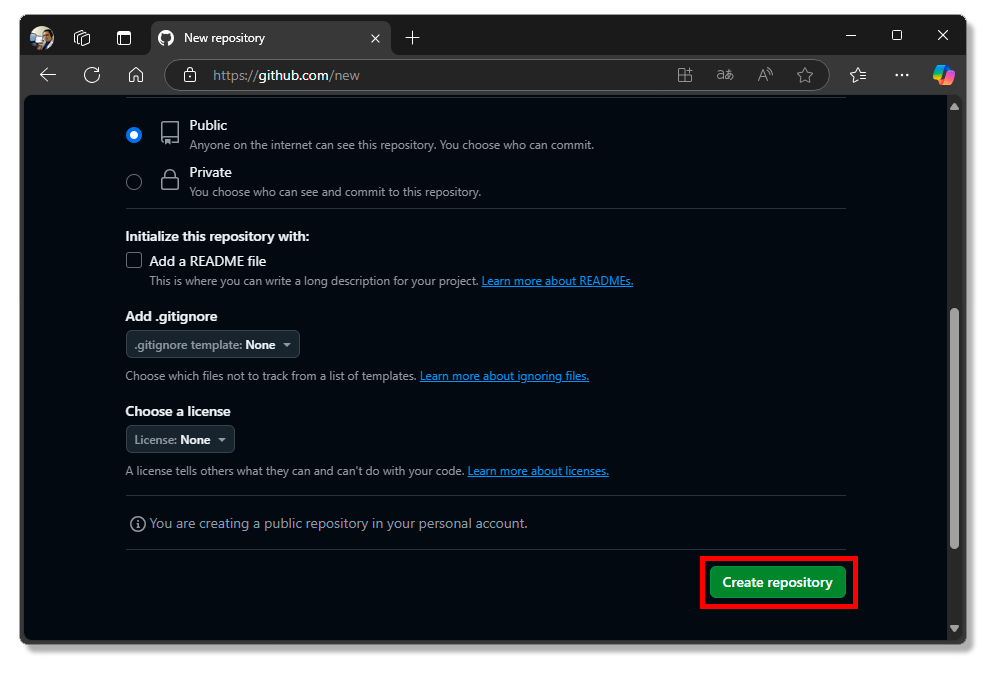 New repository
https://github.com/new
aあ
Public
Anyone on the internet can see this repository. You choose who can commit.
Private
You choose who can see and commit to this repository.
Initialize this repository with:
Add a README file
This is where you can write a long description for your project. Learn more about READMEs.
Add .gitignore
.gitignore template: None
Choose which files not to track from a list of templates. Learn more about ignoring files.
Choose a license
License: None
A license tells others what they can and can't do with your code. Learn more about licenses.
You are creating a public repository in your personal account.
Create repository